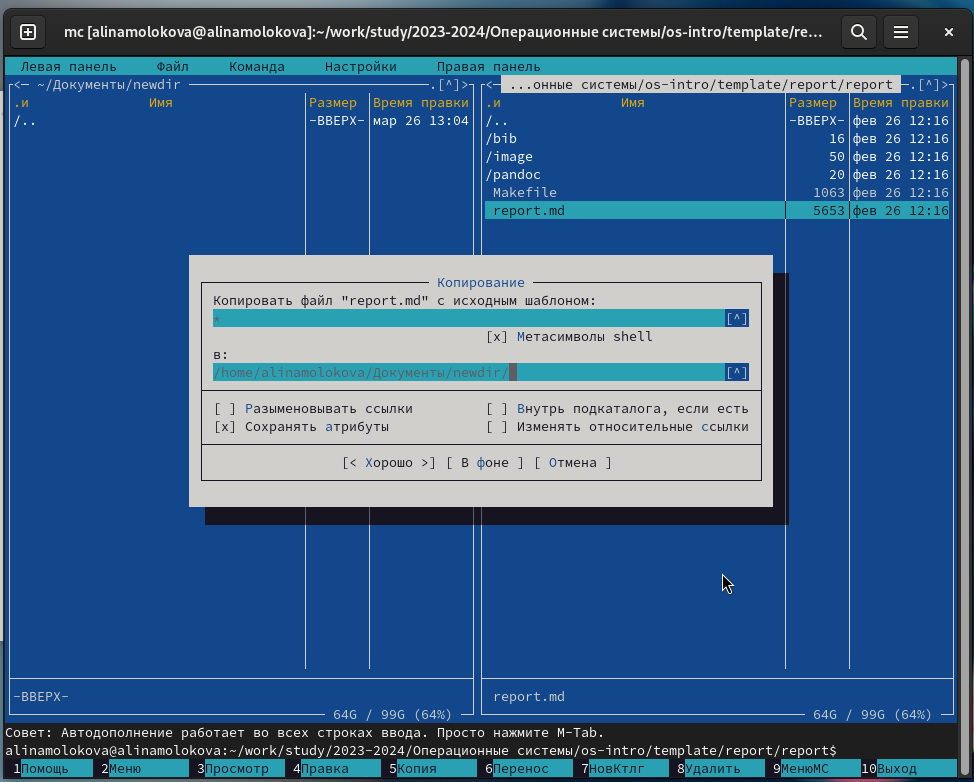 mc [alinamolokova@alinamolokova]:~/work/study/2023-2024/Операционные системы/os-intro/template/re...
Левая панель Файл Команда Настройки Правая панель
<─ ~/Документы/newdir .[^]>
.и Имя Размер Время правки
/.. -ВВЕРХ- мар 26 13:04
<─ ...онные системы/os-intro/template/report/report .[^]>
.и Имя Размер Время правки
/.. -ВВЕРХ- фев 26 12:16
/bib 16 фев 26 12:16
/image 50 фев 26 12:16
/pandoc 20 фев 26 12:16
Makefile 1063 фев 26 12:16
report.md 5653 фев 26 12:16
Копирование
Копировать файл "report.md" с исходным шаблоном:
* [^]
[x] Метасимволы shell
в:
/home/alinamolokova/Документы/newdir/ [^]
[ ] Разыменовывать ссылки [ ] Внутрь подкаталога, если есть
[x] Сохранять атрибуты [ ] Изменять относительные ссылки
[< Хорошо >] [ В фоне ] [ Отмена ]
-ВВЕРХ- report.md
64G / 99G (64%) 64G / 99G (64%)
Совет: Автодополнение работает во всех строках ввода. Просто нажмите M-Tab.
alinamolokova@alinamolokova:~/work/study/2023-2024/Операционные системы/os-intro/template/report/report$
1Помощь 2Меню 3Просмотр 4Правка 5Копия 6Перенос 7НовКтлг 8Удалить 9МенюMC 10Выход